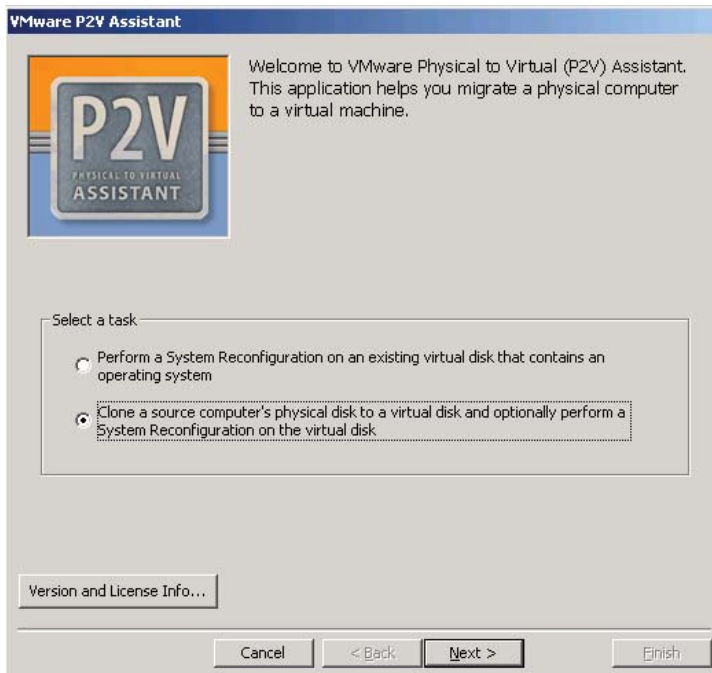 VMware P2V Assistant
P2V
PHYSICAL TO VIRTUAL
ASSISTANT
Welcome to VMware Physical to Virtual (P2V) Assistant.
This application helps you migrate a physical computer
to a virtual machine.
Select a task
Perform a System Reconfiguration on an existing virtual disk that contains an
operating system
Clone a source computer's physical disk to a virtual disk and optionally perform a
System Reconfiguration on the virtual disk
Version and License Info...
Cancel
< Back
Next >
Finish